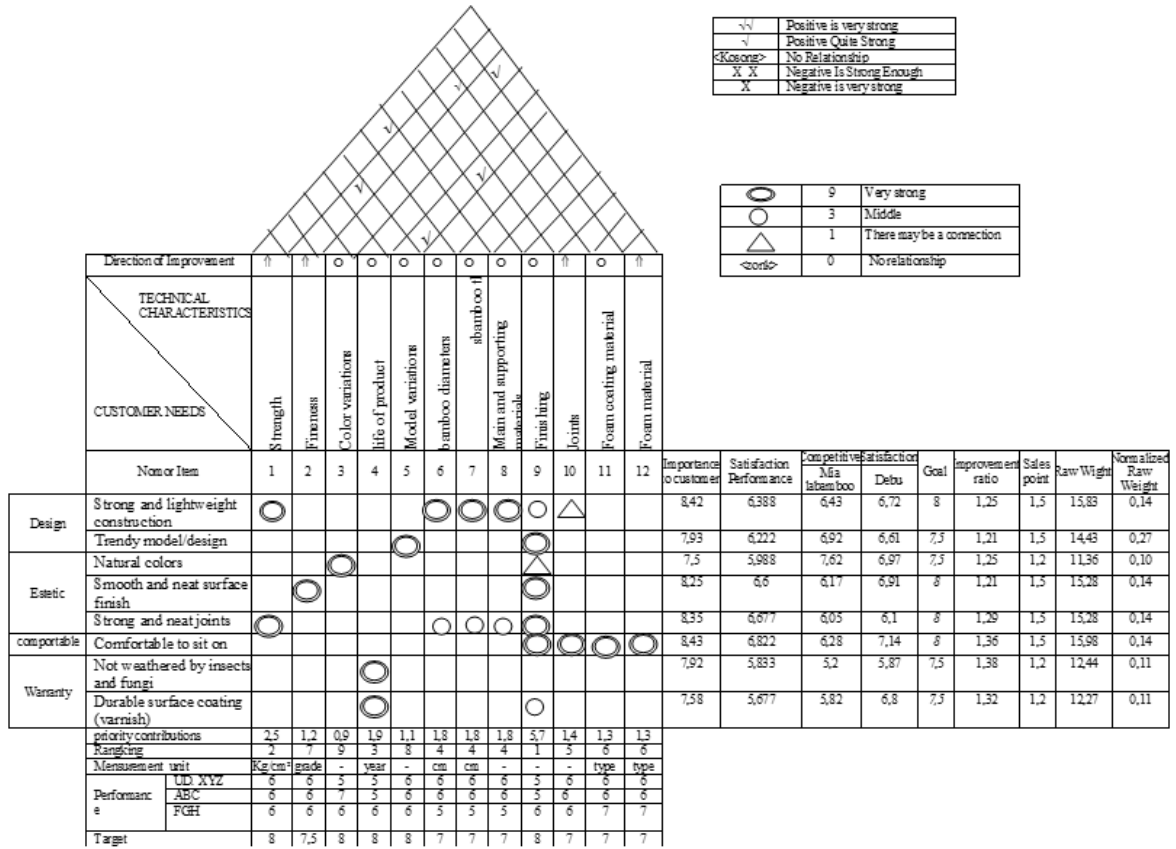 √√ Positive is very strong
√ Positive Quite Strong
<Kosong> No Relationship
X X Negative Is Strong Enough
X Negative is very strong
9 Very strong
3 Middle
1 There may be a connection
<zonk> 0 No relationship
√ √
√
√ √
√
Direction of Improvement ⇑ ⇑ O O O O O O O ⇑ O ⇑
TECHNICAL
CHARACTERISTICS
CUSTOMER NEEDS
Strength
Fineness
Color variations
life of product
Model variations
bamboo diameters
sbamboo
Main and supporting
materials
Finishing
Joints
Foam coating material
Foam material
Nomor Item 1 2 3 4 5 6 7 8 9 10 11 12
Importance to customer
Satisfaction Performance
Competitive Satisfaction
Mia labamboo
Debu
Goal
improvement ratio
Sales point
Raw Wight
Normalized Raw Weight
Design
Strong and lightweight construction 8,42 6,388 6,43 6,72 8 1,25 1,5 15,83 0,14
Trendy model/design 7,93 6,222 6,92 6,61 7,5 1,21 1,5 14,43 0,27
Estetic
Natural colors 7,5 5,988 7,62 6,97 7,5 1,25 1,2 11,36 0,10
Smooth and neat surface finish 8,25 6,6 6,17 6,91 8 1,21 1,5 15,28 0,14
Strong and neat joints 8,35 6,677 6,05 6,1 8 1,29 1,5 15,28 0,14
comportable
Comfortable to sit on 8,43 6,822 6,28 7,14 8 1,36 1,5 15,98 0,14
Warranty
Not weathered by insects and fungi 7,92 5,833 5,2 5,87 7,5 1,38 1,2 12,44 0,11
Durable surface coating (varnish) 7,58 5,677 5,82 6,8 7,5 1,32 1,2 12,27 0,11
priority contributions 2,5 1,2 0,9 1,9 1,1 1,8 1,8 1,8 5,7 1,4 1,3 1,3
Rangking 2 7 9 3 8 4 4 4 1 5 6 6
Mensurement unit Kg/cm² grade - year - cm cm - - - type type
Performance
UD. XYZ 6 6 5 5 6 6 6 6 5 6 6 6
ABC 6 6 7 5 6 6 6 6 5 6 6 6
FGH 6 6 6 6 6 5 5 5 6 6 7 7
Target 8 7,5 8 8 8 7 7 7 8 7 7 7